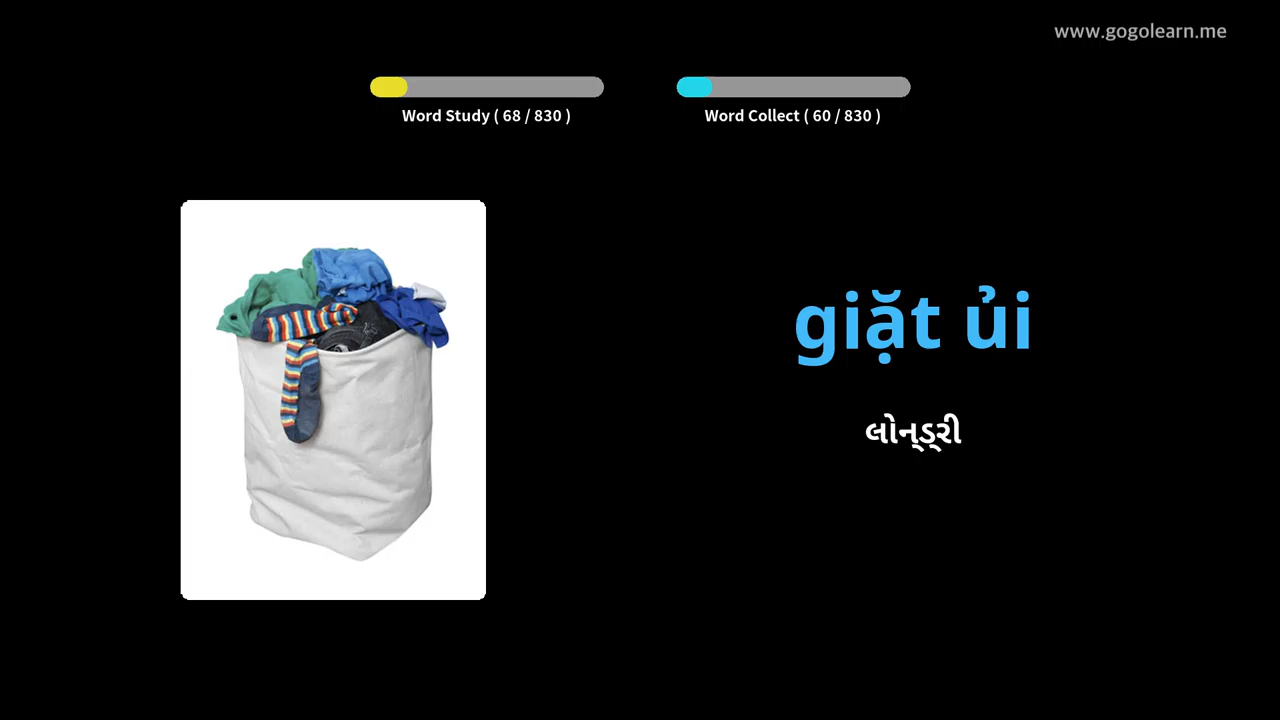 www.gogolearn.me
Word Study ( 68 / 830 )
Word Collect ( 60 / 830 )
giặt ủi
લોન્ડ્રી